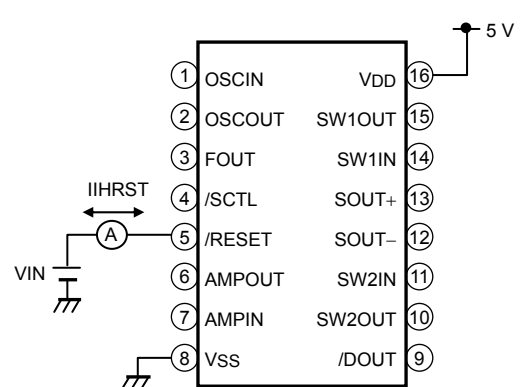 5 V
1 OSCIN VDD 16
2 OSCOUT SW1OUT 15
3 FOUT SW1IN 14
IIHRST
4 /SCTL SOUT+ 13
A
5 /RESET SOUT− 12
VIN
6 AMPOUT SW2IN 11
7 AMPIN SW2OUT 10
8 VSS /DOUT 9